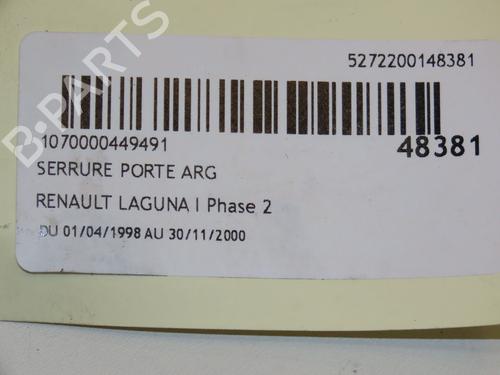 5272200148381
1070000449491
48381
SERRURE PORTE ARG
RENAULT LAGUNA I Phase 2
DU 01/04/1998 AU 30/11/2000
B-PARTS